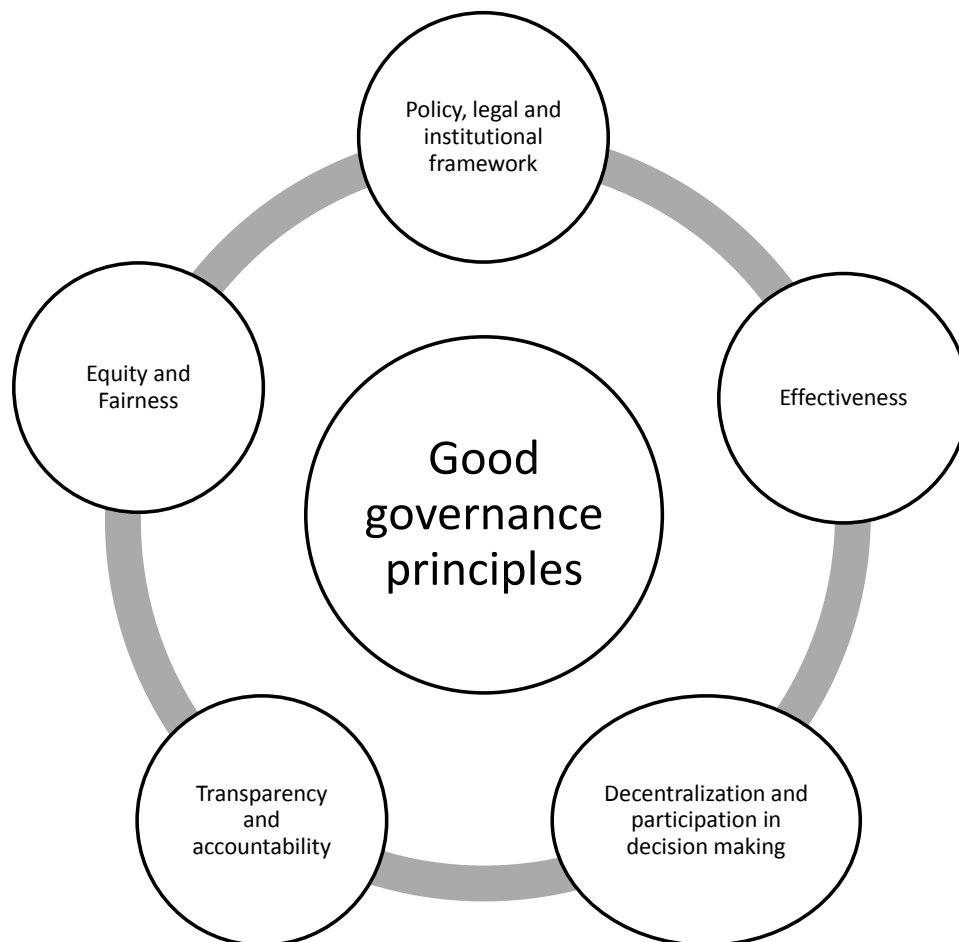 Policy, legal and
institutional
framework
Effectiveness
Decentralization and
participation in
decision making
Transparency
and
accountability
Equity and
Fairness
Good
governance
principles